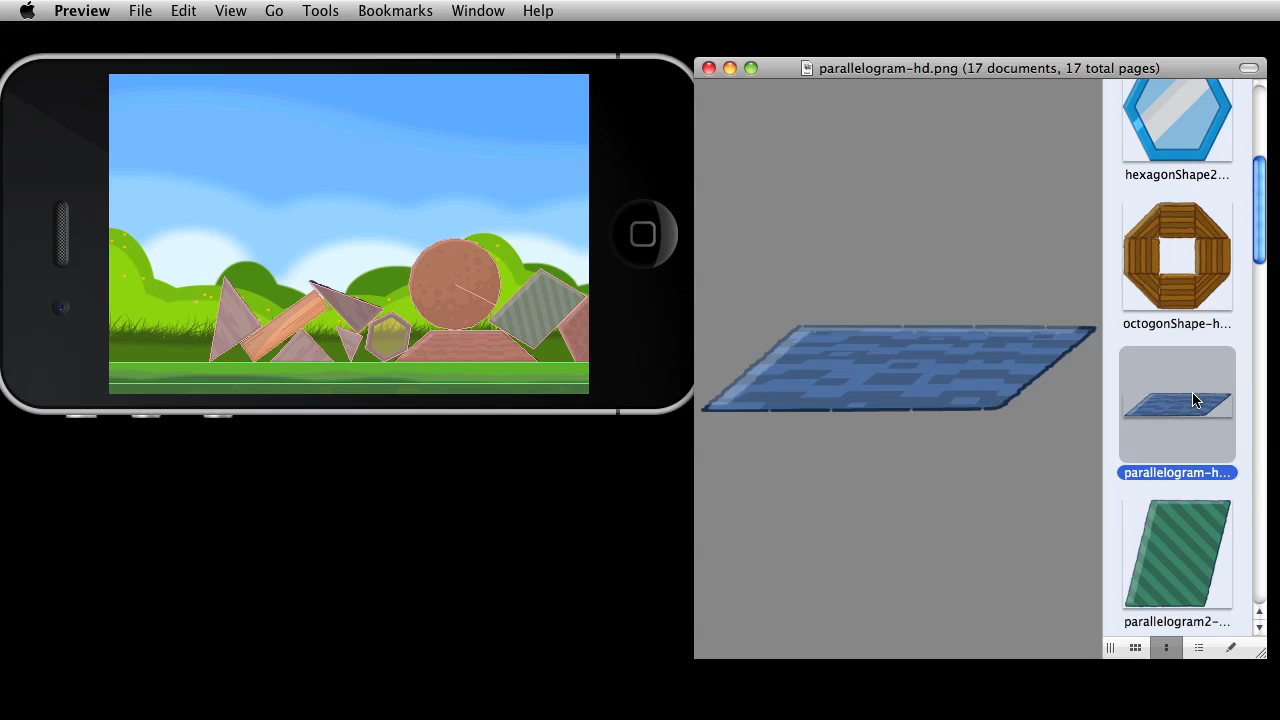 Preview File Edit View Go Tools Bookmarks Window Help
parallelogram-hd.png (17 documents, 17 total pages)
hexagonShape2...
octogonShape-h...
parallelogram-h...
parallelogram2-...